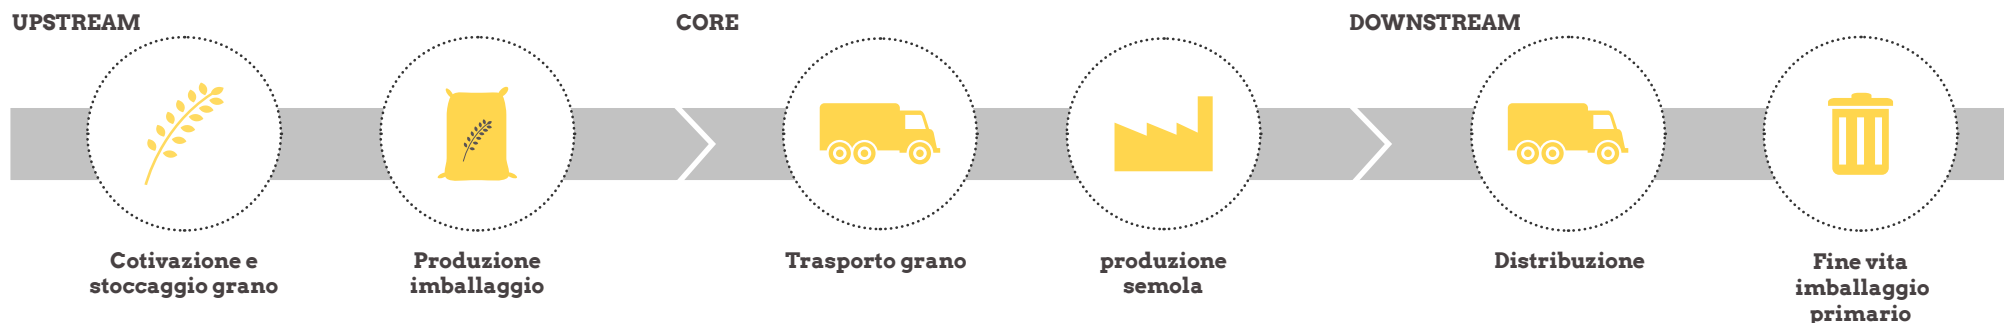 UPSTREAM
CORE
DOWNSTREAM
Cotivazione e
stoccaggio grano
Produzione
imballaggio
Trasporto grano
produzione
semola
Distribuzione
Fine vita
imballaggio
primario